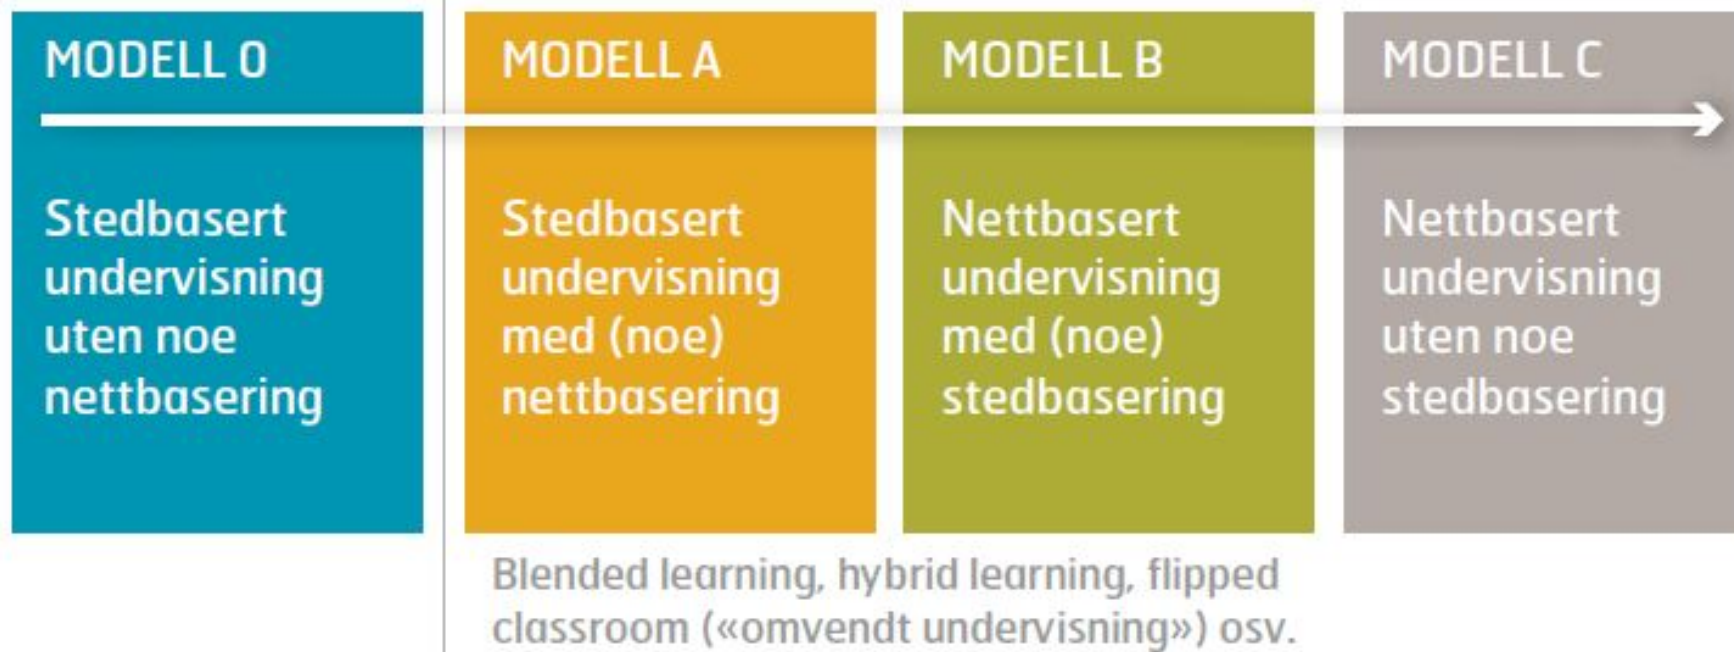 MODELL 0
Stedbasert
undervisning
uten noe
nettbasering
MODELL A
Stedbasert
undervisning
med (noe)
nettbasering
MODELL B
Nettbasert
undervisning
med (noe)
stedbasering
MODELL C
Nettbasert
undervisning
uten noe
stedbasering
Blended learning, hybrid learning, flipped
classroom («omvendt undervisning») osv.